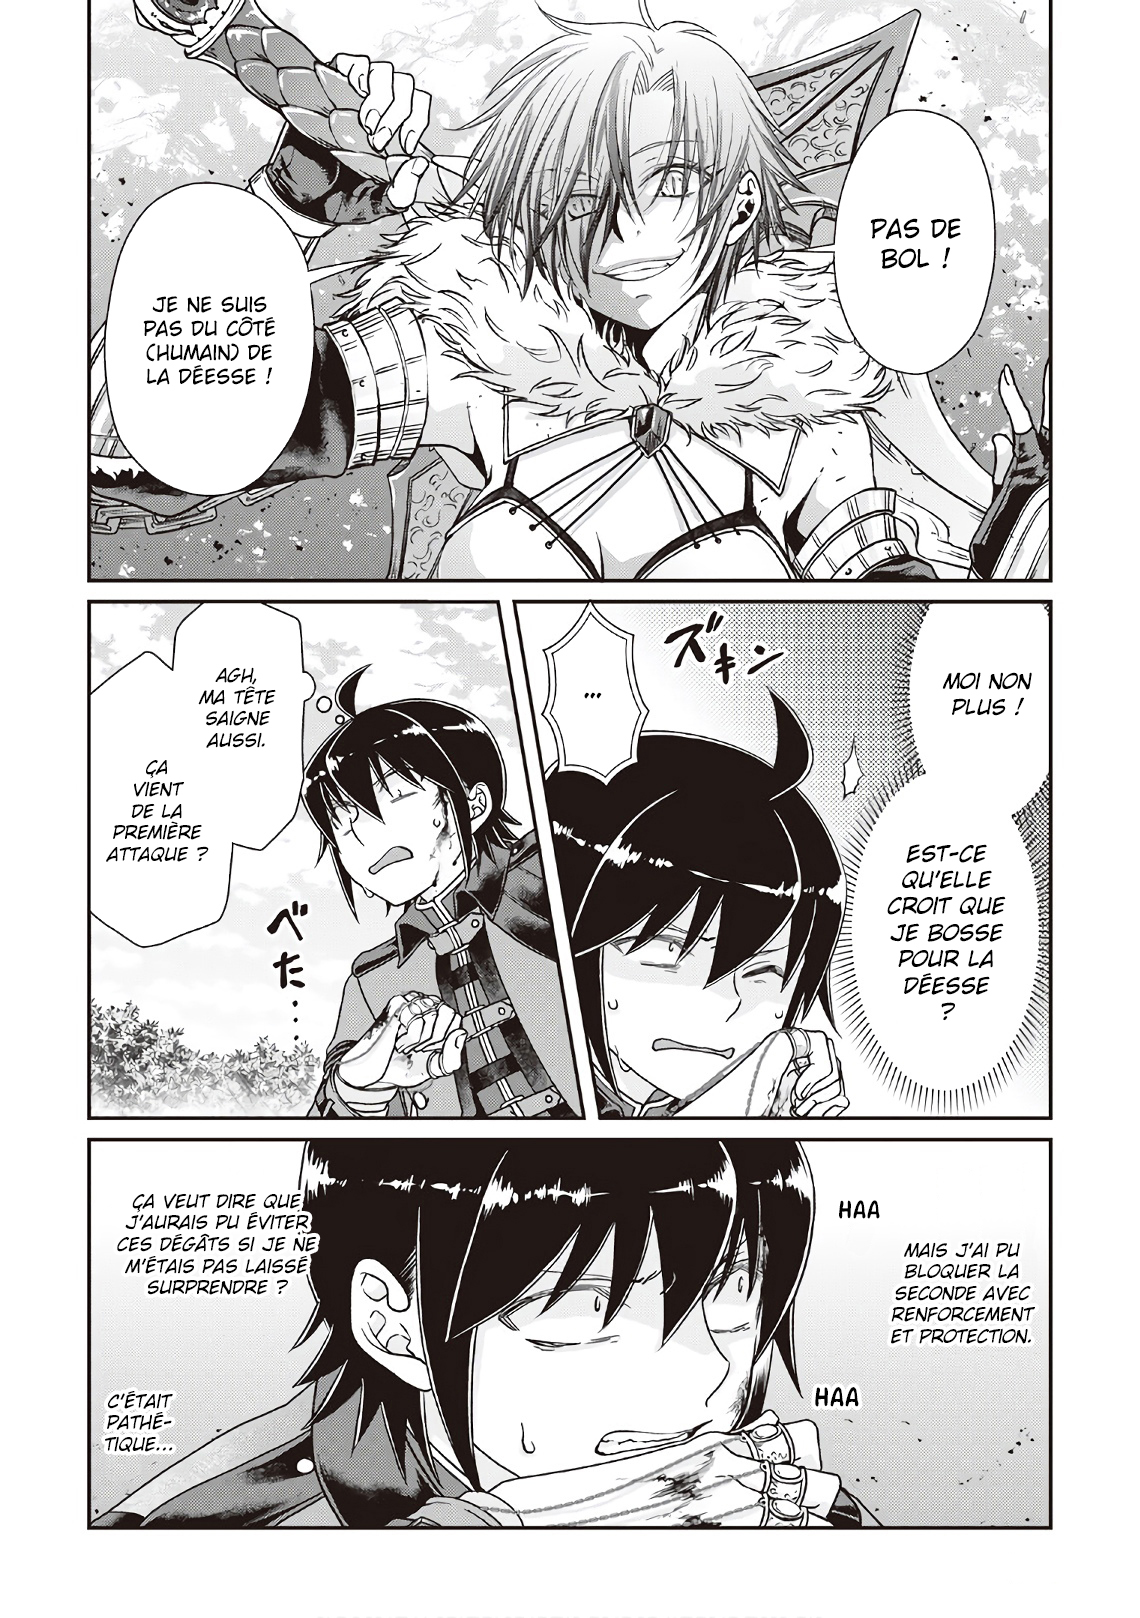 PAS DE
BOL !
JE NE SUIS
PAS DU CÔTÉ
(HUMAIN) DE
LA DÉESSE !
MOI NON
PLUS !
ズキン
...
EST-CE
QU'ELLE
CROIT QUE
JE BOSSE
POUR LA
DÉESSE
?
AGH,
MA TÊTE
SAIGNE
AUSSI.
ÇA
VIENT
DE LA
PREMIÈRE
ATTAQUE ?
べた...
HAA
MAIS J'AI PU
BLOQUER LA
SECONDE AVEC
RENFORCEMENT
ET PROTECTION.
ÇA VEUT DIRE QUE
J'AURAIS PU ÉVITER
CES DÉGÂTS SI JE NE
M'ÉTAIS PAS LAISSÉ
SURPRENDRE ?
HAA
C'ÉTAIT
PATHÉ-
TIQUE...